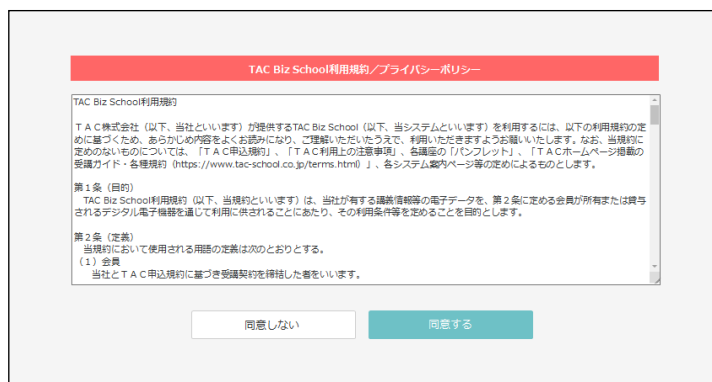 TAC Biz School利用規約／プライバシーポリシー
TAC Biz School利用規約
ＴＡＣ株式会社（以下、当社といいます）が提供するTAC Biz School（以下、当システムといいます）を利用するには、以下の利用規約の定
めに基づくため、あらかじめ内容をよくお読みになり、ご理解いただいたうえで、利用いただきますようお願いいたします。なお、当規約に
定めのないものについては、「ＴＡＣ申込規約」、「ＴＡＣ利用上の注意事項」、各講座の「パンフレット」、「ＴＡＣホームページ掲載の
受講ガイド・各種規約（https://www.tac-school.co.jp/terms.html）」、各システム案内ページ等の定めによるものとします。
第１条（目的）
TAC Biz School利用規約（以下、当規約といいます）は、当社が有する講義情報等の電子データを、第２条に定める会員が所有または貸与
されるデジタル電子機器を通じて利用に供されることにあたり、その利用条件等を定めることを目的とします。
第２条（定義）
当規約において使用される用語の定義は次のとおりとする。
（１）会員
当社とＴＡＣ申込規約に基づき受講契約を締結した者をいいます。
同意しない
同意する